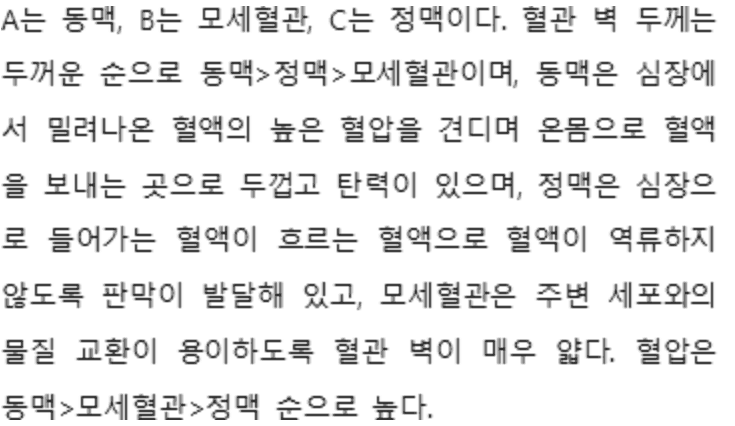 A는 동맥, B는 모세혈관, C는 정맥이다. 혈관 벽 두께는
두꺼운 순으로 동맥>정맥>모세혈관이며, 동맥은 심장에
서 밀려나온 혈액의 높은 혈압을 견디며 온몸으로 혈액
을 보내는 곳으로 두껍고 탄력이 있으며, 정맥은 심장으
로 들어가는 혈액이 흐르는 혈액으로 혈액이 역류하지
않도록 판막이 발달해 있고, 모세혈관은 주변 세포와의
물질 교환이 용이하도록 혈관 벽이 매우 얇다. 혈압은
동맥>모세혈관>정맥 순으로 높다.